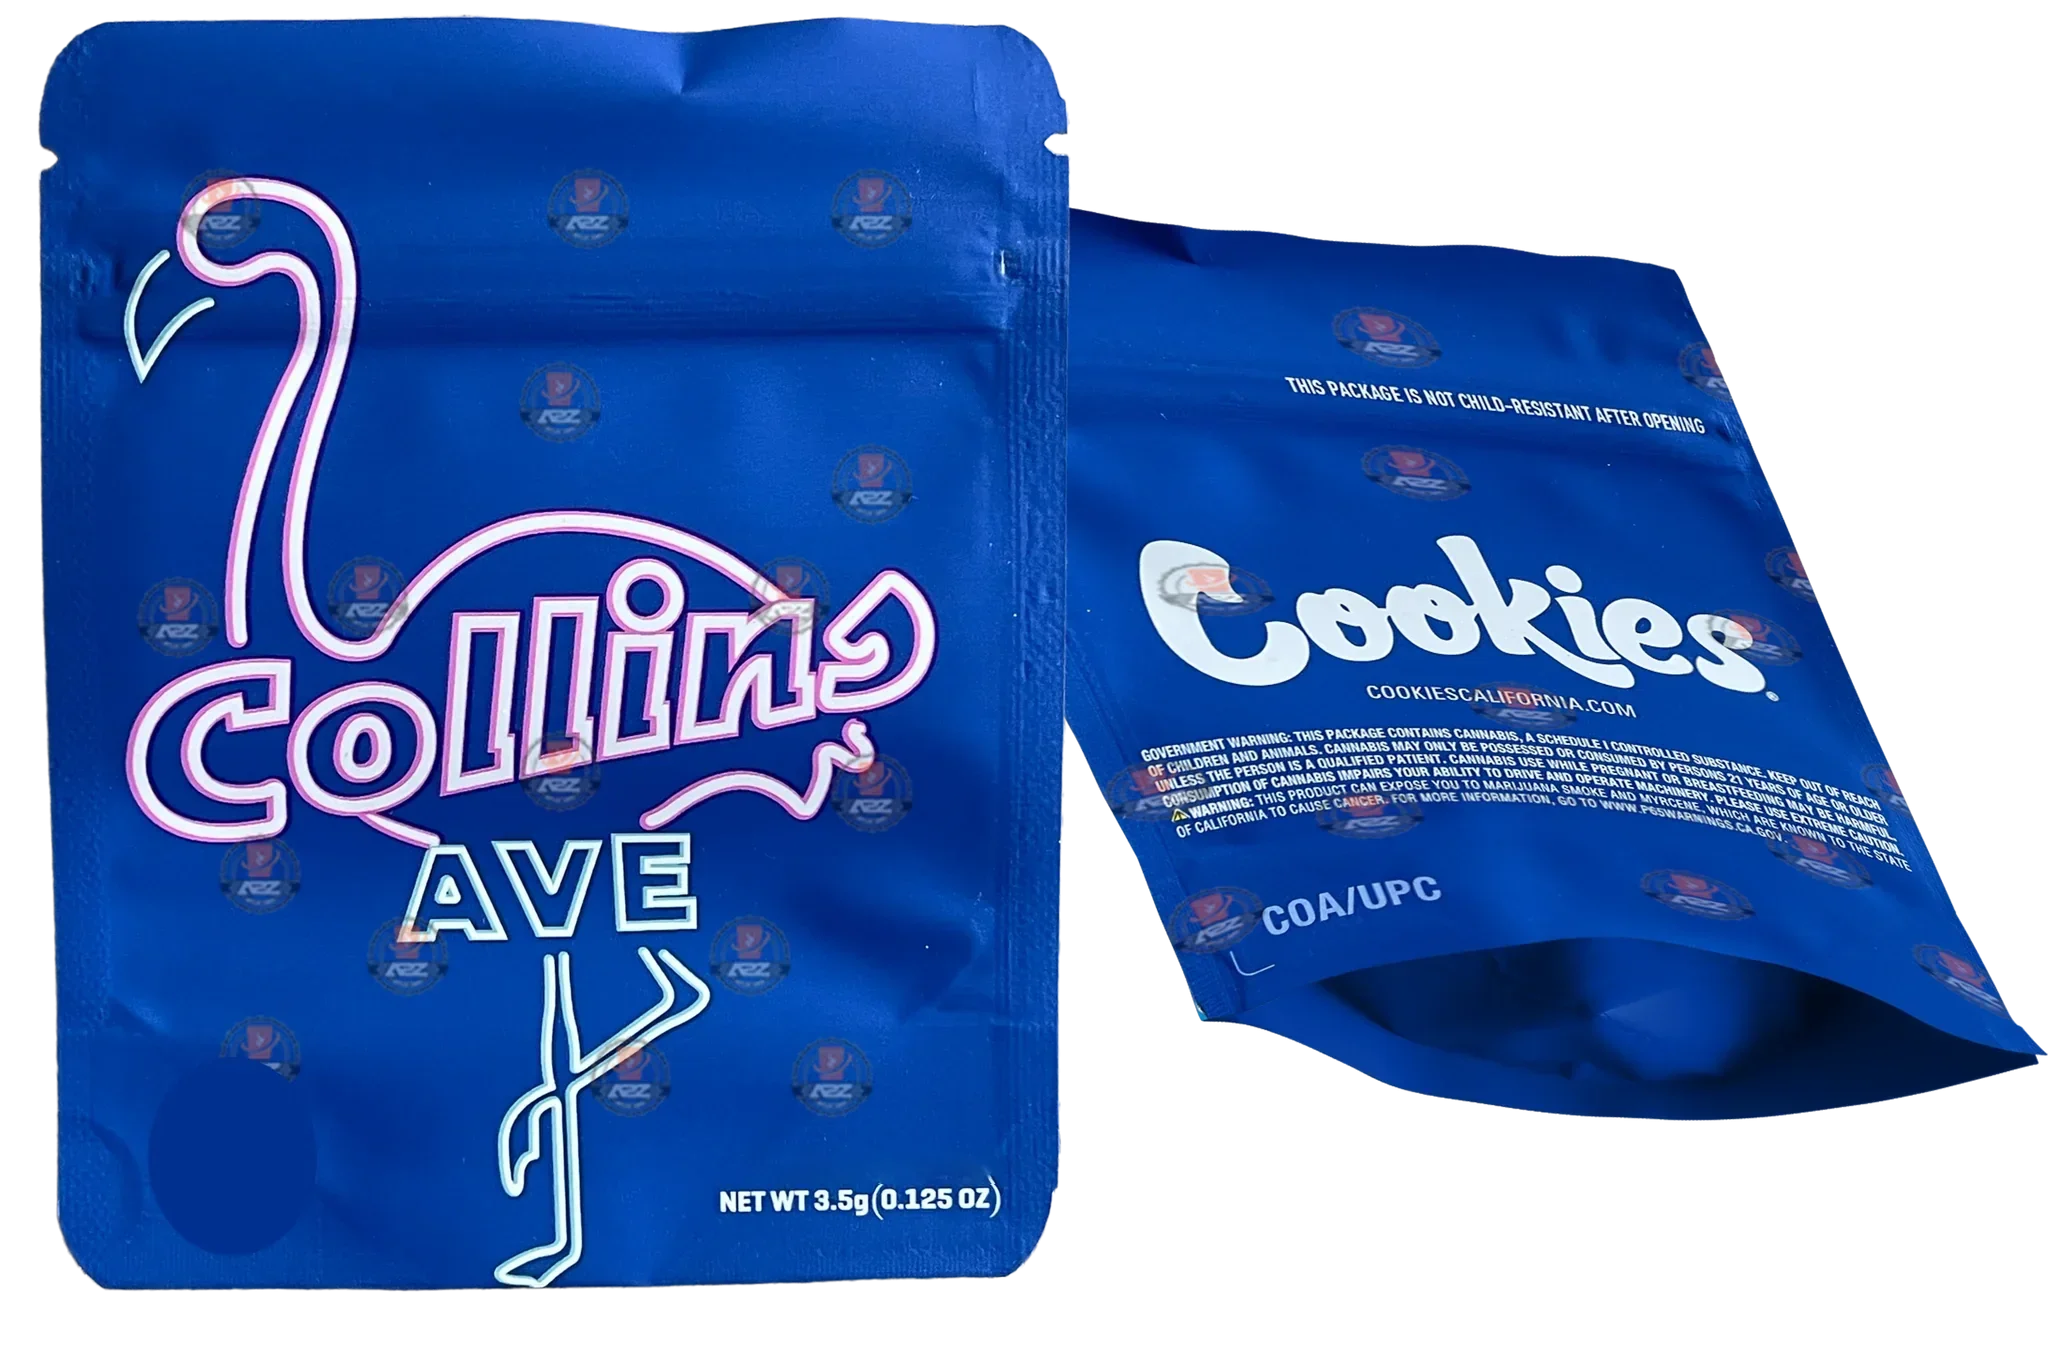 Collins
AVE
NET WT 3.5g (0.125 OZ)
THIS PACKAGE IS NOT CHILD-RESISTANT AFTER OPENING
Cookies®
COOKIESCALIFORNIA.COM
GOVERNMENT WARNING: THIS PACKAGE CONTAINS CANNABIS, A SCHEDULE I CONTROLLED SUBSTANCE. KEEP OUT OF REACH
OF CHILDREN AND ANIMALS. CANNABIS MAY ONLY BE POSSESSED OR CONSUMED BY PERSONS 21 YEARS OF AGE OR OLDER
UNLESS THE PERSON IS A QUALIFIED PATIENT. CANNABIS USE WHILE PREGNANT OR BREASTFEEDING MAY BE HARMFUL.
CONSUMPTION OF CANNABIS IMPAIRS YOUR ABILITY TO DRIVE AND OPERATE MACHINERY. PLEASE USE EXTREME CAUTION.
WARNING: THIS PRODUCT CAN EXPOSE YOU TO MARIJUANA SMOKE AND MYRCENE, WHICH ARE KNOWN TO THE STATE
OF CALIFORNIA TO CAUSE CANCER. FOR MORE INFORMATION, GO TO WWW.P65WARNINGS.CA.GOV.
COA/UPC